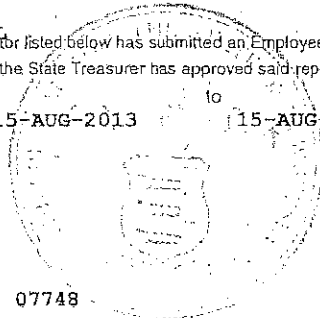 tor listed below has submitted an Employee
the State Treasurer has approved said rep
to
15-AUG-2013 15-AUG-
07748